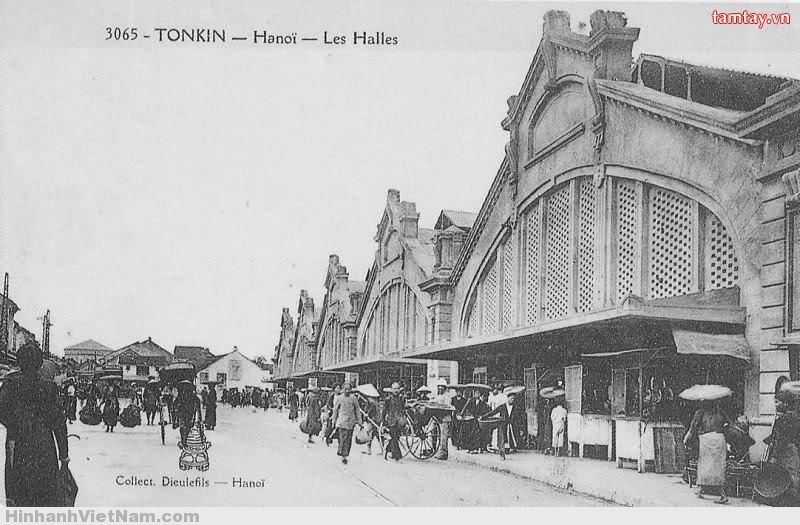 tamtay.vn
3065 - TONKIN — Hanoï — Les Halles
Collect. Dieulefils — Hanoï
HinhanhVietNam.com